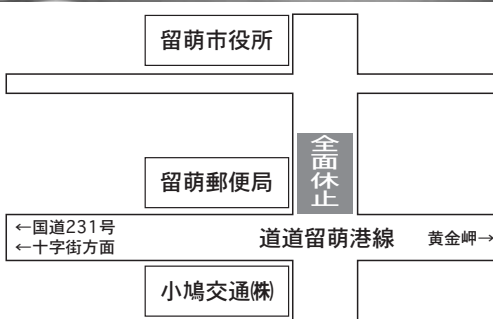 留萌市役所
全面休止
留萌郵便局
←国道231号
←十字街方面
道道留萌港線
黄金岬→
小鳩交通㈱